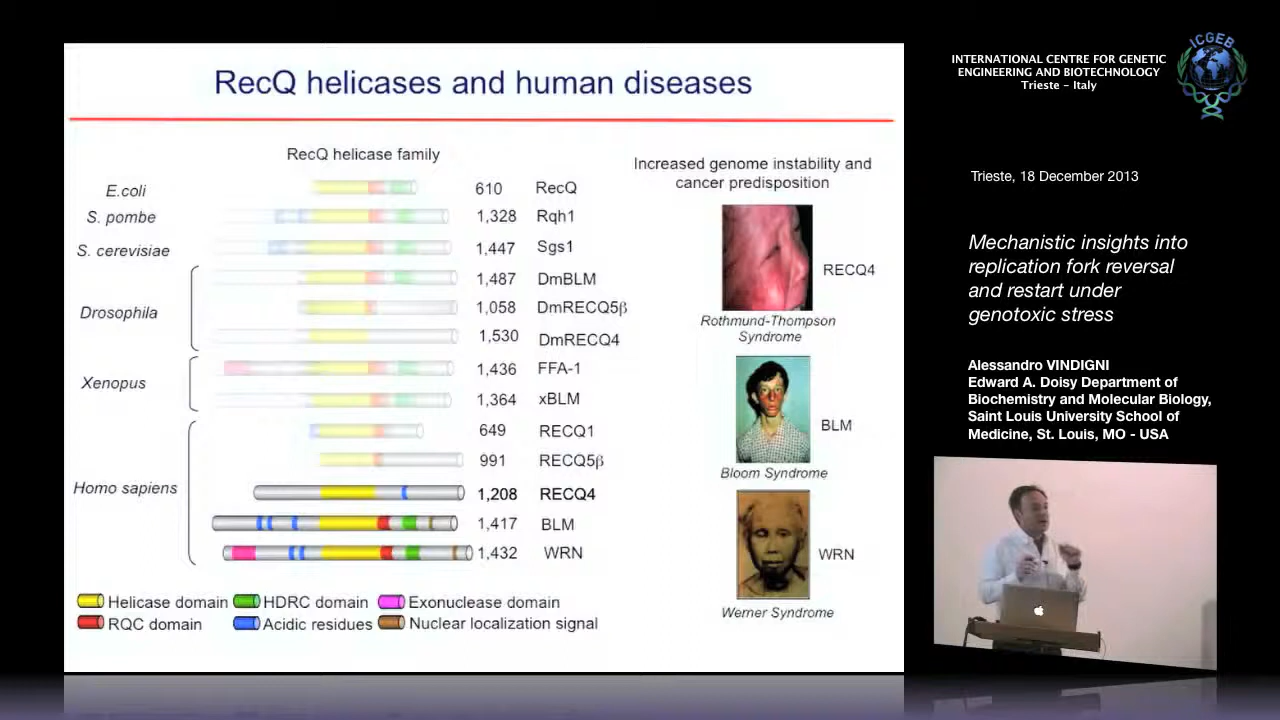 RecQ helicases and human diseases
RecQ helicase family
E.coli 610 RecQ
S. pombe 1,328 Rqh1
S. cerevisiae 1,447 Sgs1
Drosophila
1,487 DmBLM
1,058 DmRECQ5β
1,530 DmRECQ4
Xenopus
1,436 FFA-1
1,364 xBLM
Homo sapiens
649 RECQ1
991 RECQ5β
1,208 RECQ4
1,417 BLM
1,432 WRN
Helicase domain HDRC domain Exonuclease domain
RQC domain Acidic residues Nuclear localization signal
Increased genome instability and
cancer predisposition
RECQ4
Rothmund-Thompson
Syndrome
BLM
Bloom Syndrome
WRN
Werner Syndrome
INTERNATIONAL CENTRE FOR GENETIC
ENGINEERING AND BIOTECHNOLOGY
Trieste - Italy
ICGEB
Trieste, 18 December 2013
Mechanistic insights into
replication fork reversal
and restart under
genotoxic stress
Alessandro VINDIGNI
Edward A. Doisy Department of
Biochemistry and Molecular Biology,
Saint Louis University School of
Medicine, St. Louis, MO - USA